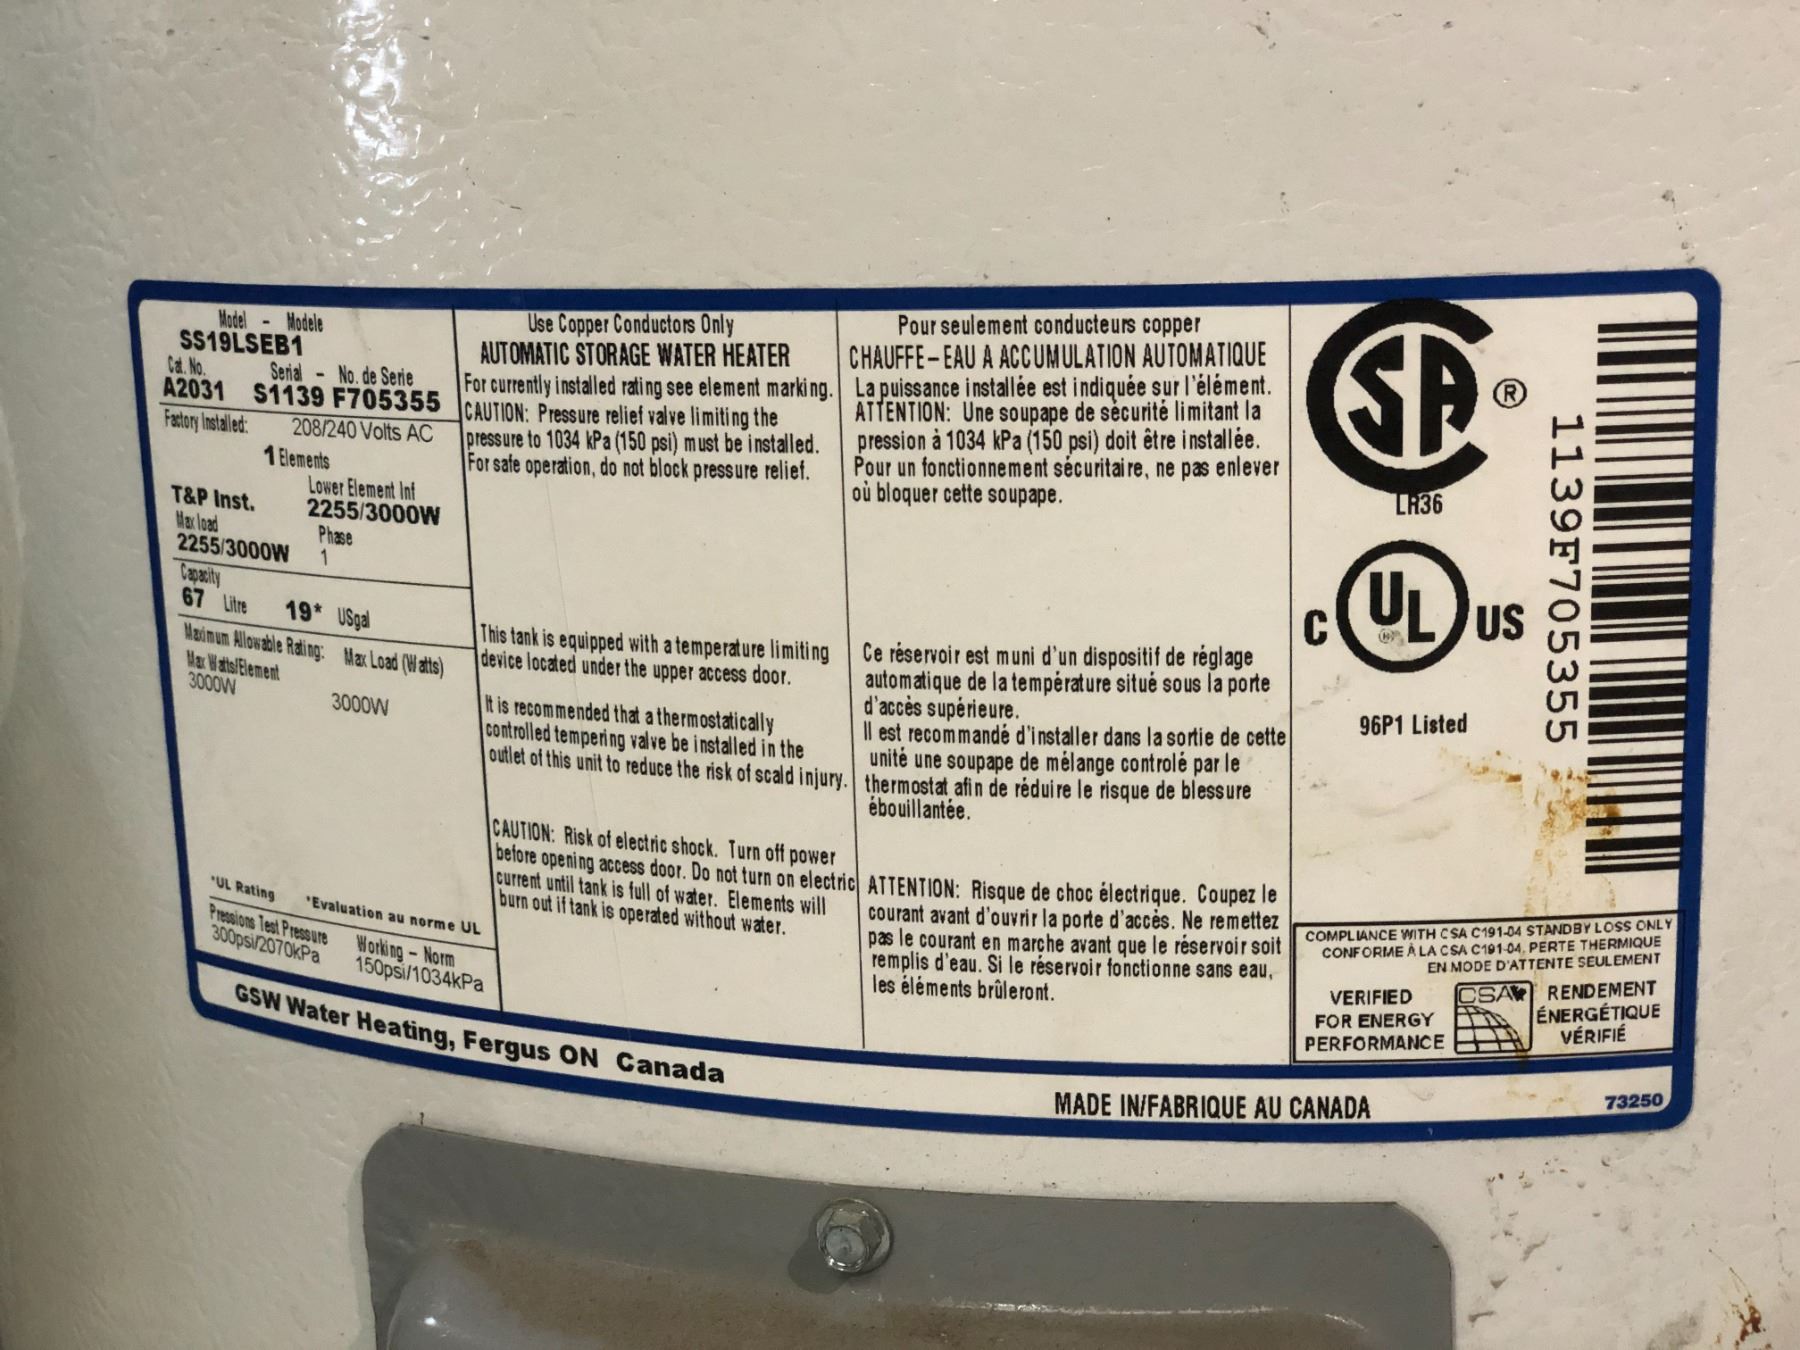 Model - Modele
SS19LSEB1
Cat. No. Serial - No. de Serie
A2031 S1139 F705355
Factory Installed: 208/240 Volts AC
1 Elements
Lower Element Inf
T&P Inst. 2255/3000W
Max load Phase
2255/3000W 1
Capacity
67 Litre 19* USgal
Maximum Allowable Rating: Max Load (Watts)
Max Watts/Element
3000W 3000W
*UL Rating *Evaluation au norme UL
Pressions Test Pressure Working - Norm
300psi/2070kPa 150psi/1034kPa
Use Copper Conductors Only
AUTOMATIC STORAGE WATER HEATER
For currently installed rating see element marking.
CAUTION: Pressure relief valve limiting the
pressure to 1034 kPa (150 psi) must be installed.
For safe operation, do not block pressure relief.
This tank is equipped with a temperature limiting
device located under the upper access door.
It is recommended that a thermostatically
controlled tempering valve be installed in the
outlet of this unit to reduce the risk of scald injury.
CAUTION: Risk of electric shock. Turn off power
before opening access door. Do not turn on electric
current until tank is full of water. Elements will
burn out if tank is operated without water.
Pour seulement conducteurs copper
CHAUFFE-EAU A ACCUMULATION AUTOMATIQUE
La puissance installée est indiquée sur l'élément.
ATTENTION: Une soupape de sécurité limitant la
pression à 1034 kPa (150 psi) doit être installée.
Pour un fonctionnement sécuritaire, ne pas enlever
où bloquer cette soupape.
Ce réservoir est muni d'un dispositif de réglage
automatique de la température situé sous la porte
d'accès supérieure.
Il est recommandé d'installer dans la sortie de cette
unité une soupape de mélange controlé par le
thermostat afin de réduire le risque de blessure
ébouillantée.
ATTENTION: Risque de choc électrique. Coupez le
courant avant d'ouvrir la porte d'accès. Ne remettez
pas le courant en marche avant que le réservoir soit
remplis d'eau. Si le réservoir fonctionne sans eau,
les éléments brûleront.
CSA ®
LR36
C UL US
®
96P1 Listed
1139F705355
COMPLIANCE WITH CSA C191-04 STANDBY LOSS ONLY
CONFORME À LA CSA C191-04, PERTE THERMIQUE
EN MODE D'ATTENTE SEULEMENT
VERIFIED
FOR ENERGY
PERFORMANCE
CSA
RENDEMENT
ÉNERGÉTIQUE
VÉRIFIÉ
GSW Water Heating, Fergus ON Canada
MADE IN/FABRIQUE AU CANADA
73250